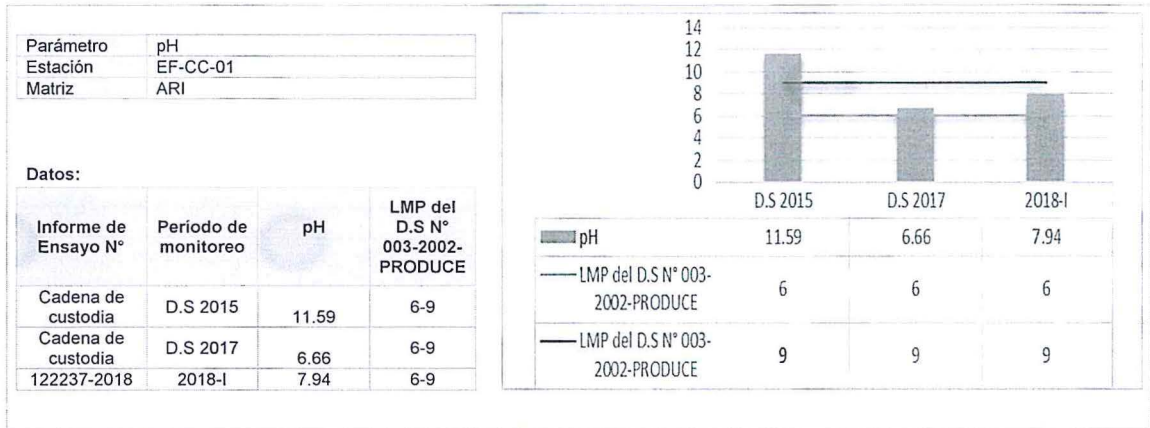 Parámetro pH
Estación EF-CC-01
Matriz ARI
Datos:
Informe de Ensayo N° Periodo de monitoreo pH LMP del D.S N° 003-2002-PRODUCE
Cadena de custodia D.S 2015 11.59 6-9
Cadena de custodia D.S 2017 6.66 6-9
122237-2018 2018-I 7.94 6-9
14
12
10
8
6
4
2
0
D.S 2015 D.S 2017 2018-I
pH 11.59 6.66 7.94
LMP del D.S N° 003-2002-PRODUCE 6 6 6
LMP del D.S N° 003-2002-PRODUCE 9 9 9